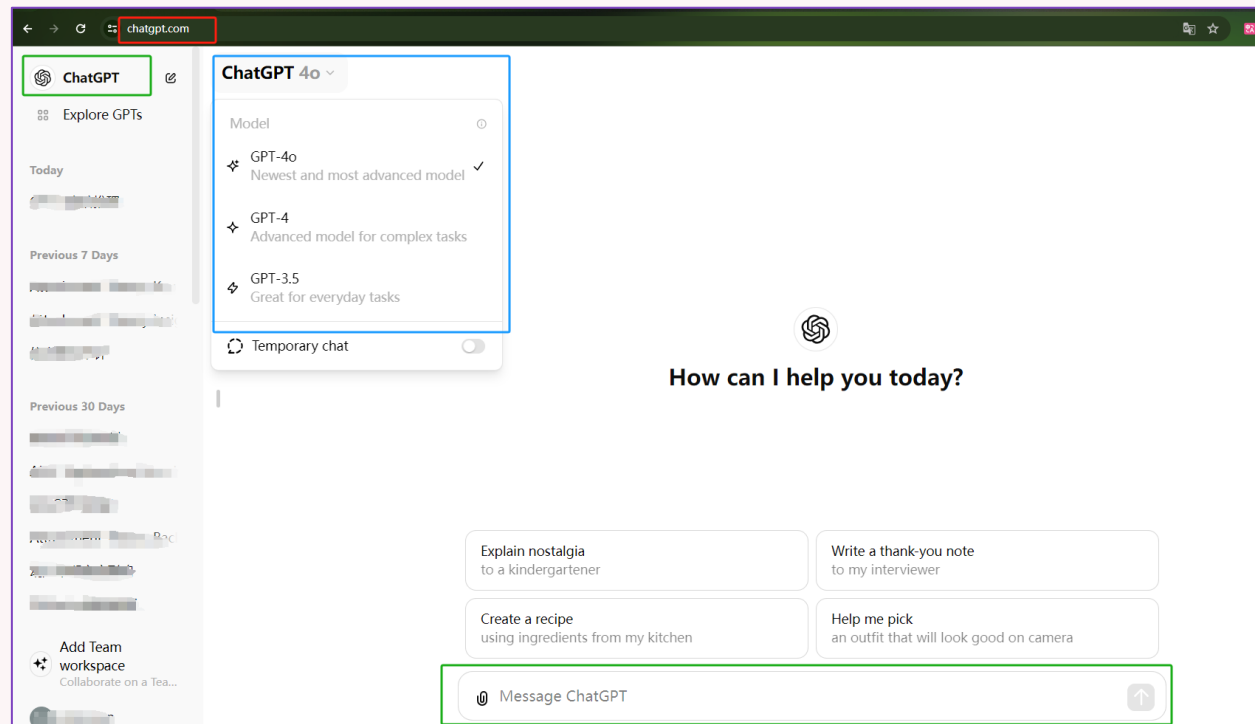 chatgpt.com
ChatGPT
Explore GPTs
Today
Previous 7 Days
Previous 30 Days
Add Team
workspace
Collaborate on a Tea...
ChatGPT 4o
Model
GPT-4o
Newest and most advanced model
GPT-4
Advanced model for complex tasks
GPT-3.5
Great for everyday tasks
Temporary chat
How can I help you today?
Explain nostalgia
to a kindergartener
Write a thank-you note
to my interviewer
Create a recipe
using ingredients from my kitchen
Help me pick
an outfit that will look good on camera
Message ChatGPT